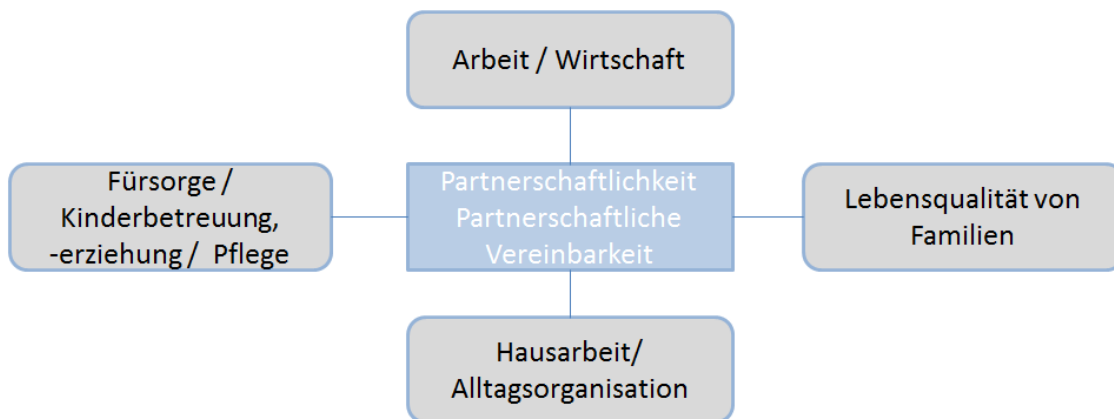 Arbeit / Wirtschaft
Fürsorge /
Kinderbetreuung,
-erziehung / Pflege
Partnerschaftlichkeit
Partnerschaftliche
Vereinbarkeit
Lebensqualität von
Familien
Hausarbeit/
Alltagsorganisation